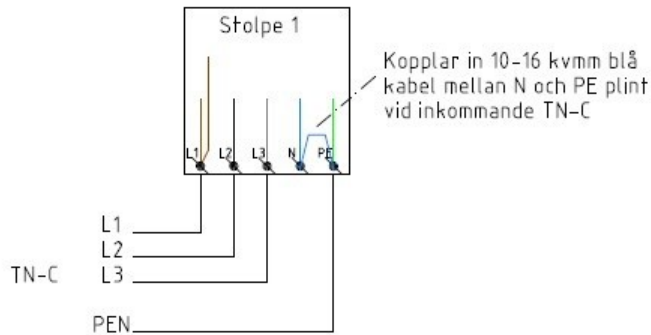 Stolpe 1
Kopplar in 10-16 kvmm blå
kabel mellan N och PE plint
vid inkommande TN-C
L1 L2 L3 N PE
L1
L2
TN-C L3
PEN